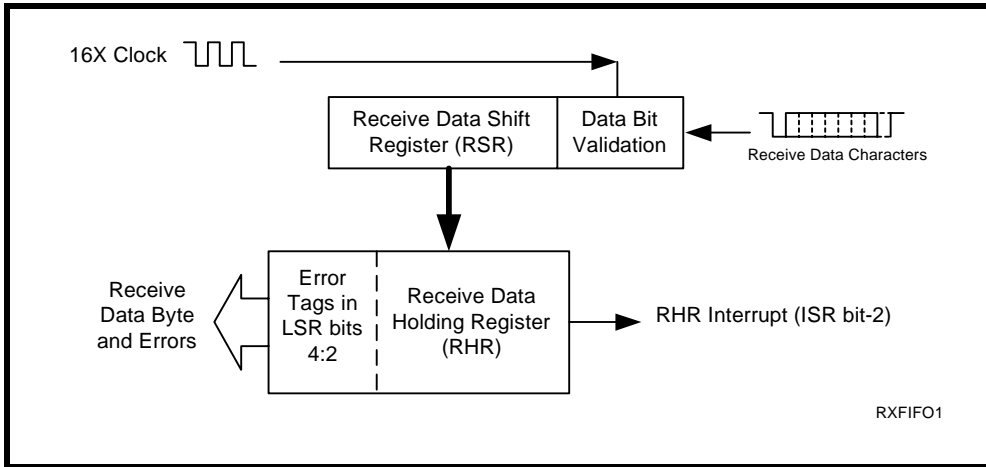 16X Clock
Receive Data Shift
Register (RSR)
Data Bit
Validation
Receive Data Characters
Receive
Data Byte
and Errors
Error
Tags in
LSR bits
4:2
Receive Data
Holding Register
(RHR)
RHR Interrupt (ISR bit-2)
RXFIFO1